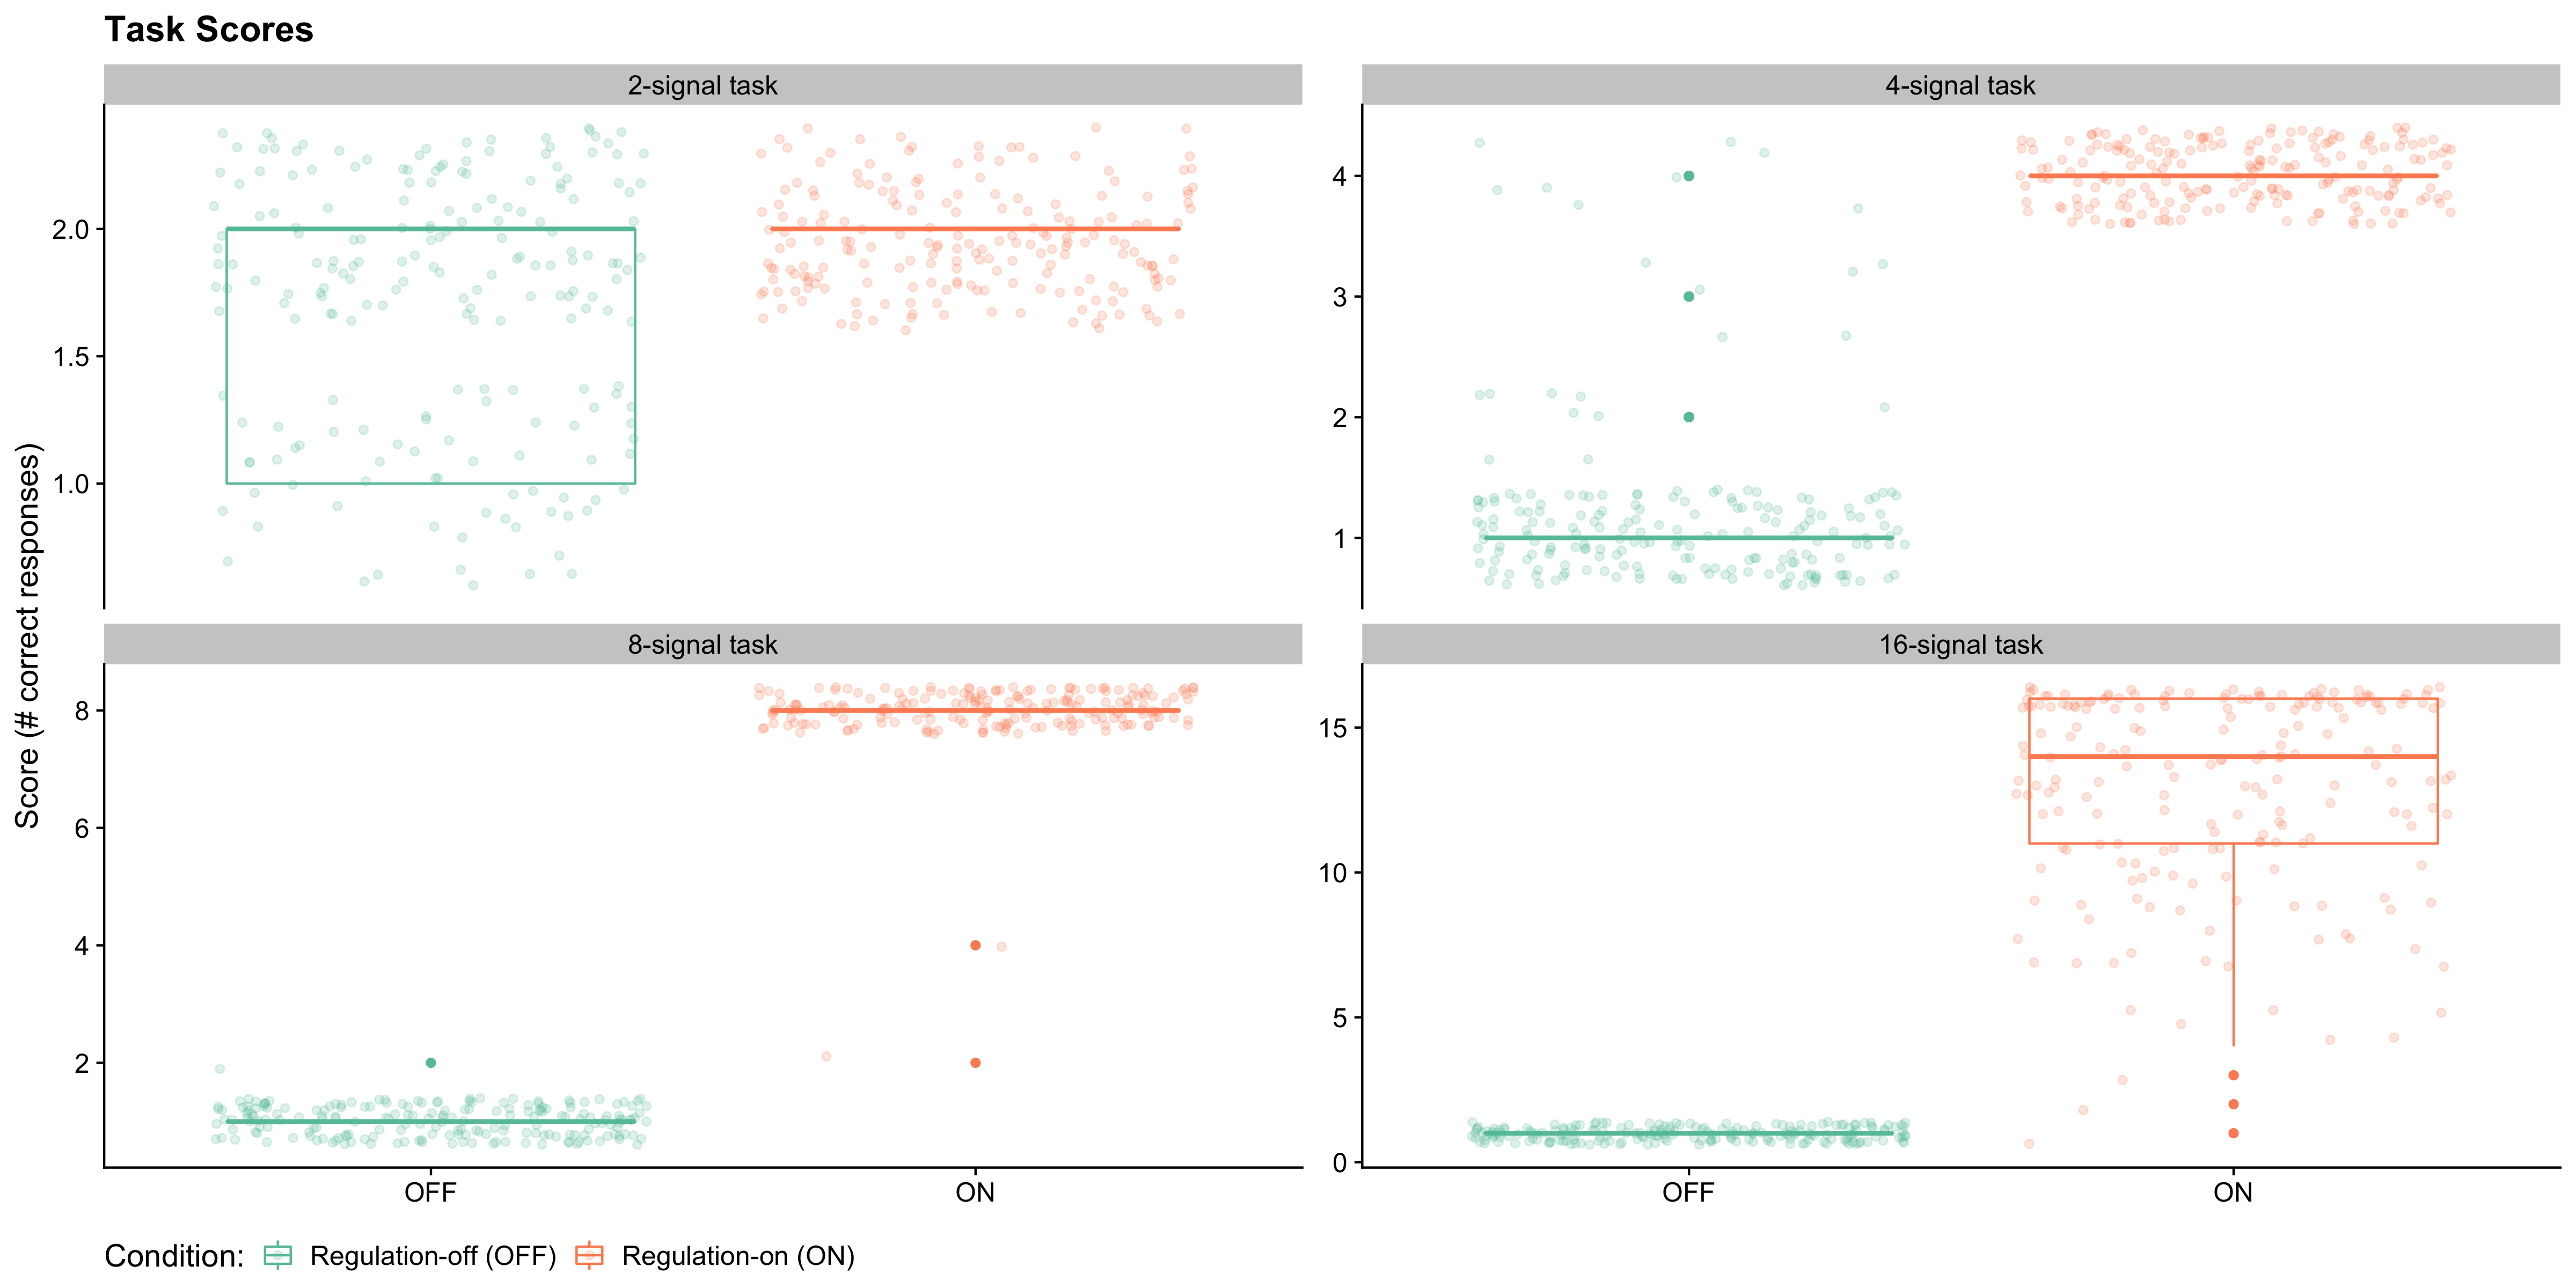 Task Scores
2-signal task
4-signal task
2.0
1.5
1.0
4
3
2
1
Score (# correct responses)
8-signal task
16-signal task
8
6
4
2
15
10
5
0
OFF
ON
OFF
ON
Condition: Regulation-off (OFF) Regulation-on (ON)